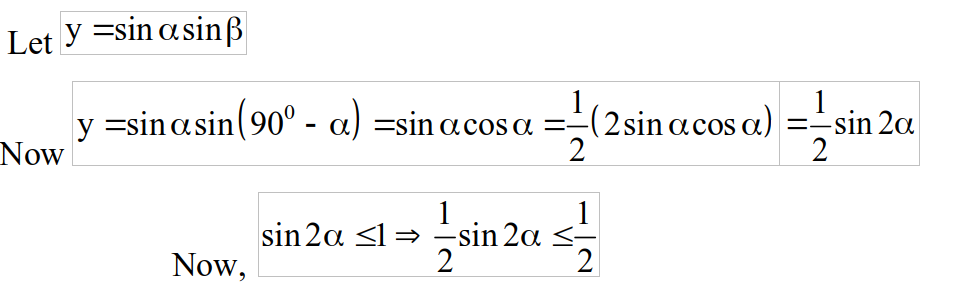 Let y =sin α sin β
Now y =sin α sin(90⁰ - α) =sin α cos α =1/2(2 sin α cos α) =1/2 sin 2α
Now, sin 2α ≤1 ⇒ 1/2 sin 2α ≤ 1/2